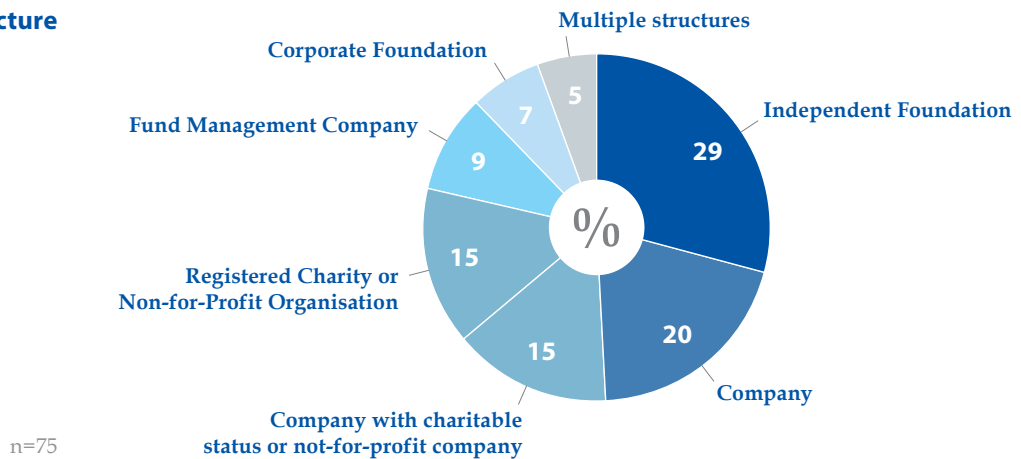 cture
Multiple structures
Corporate Foundation
5
Independent Foundation
7
Fund Management Company
29
9
%
15
Registered Charity or
Non-for-Profit Organisation
20
15
Company
Company with charitable
status or not-for-profit company
n=75